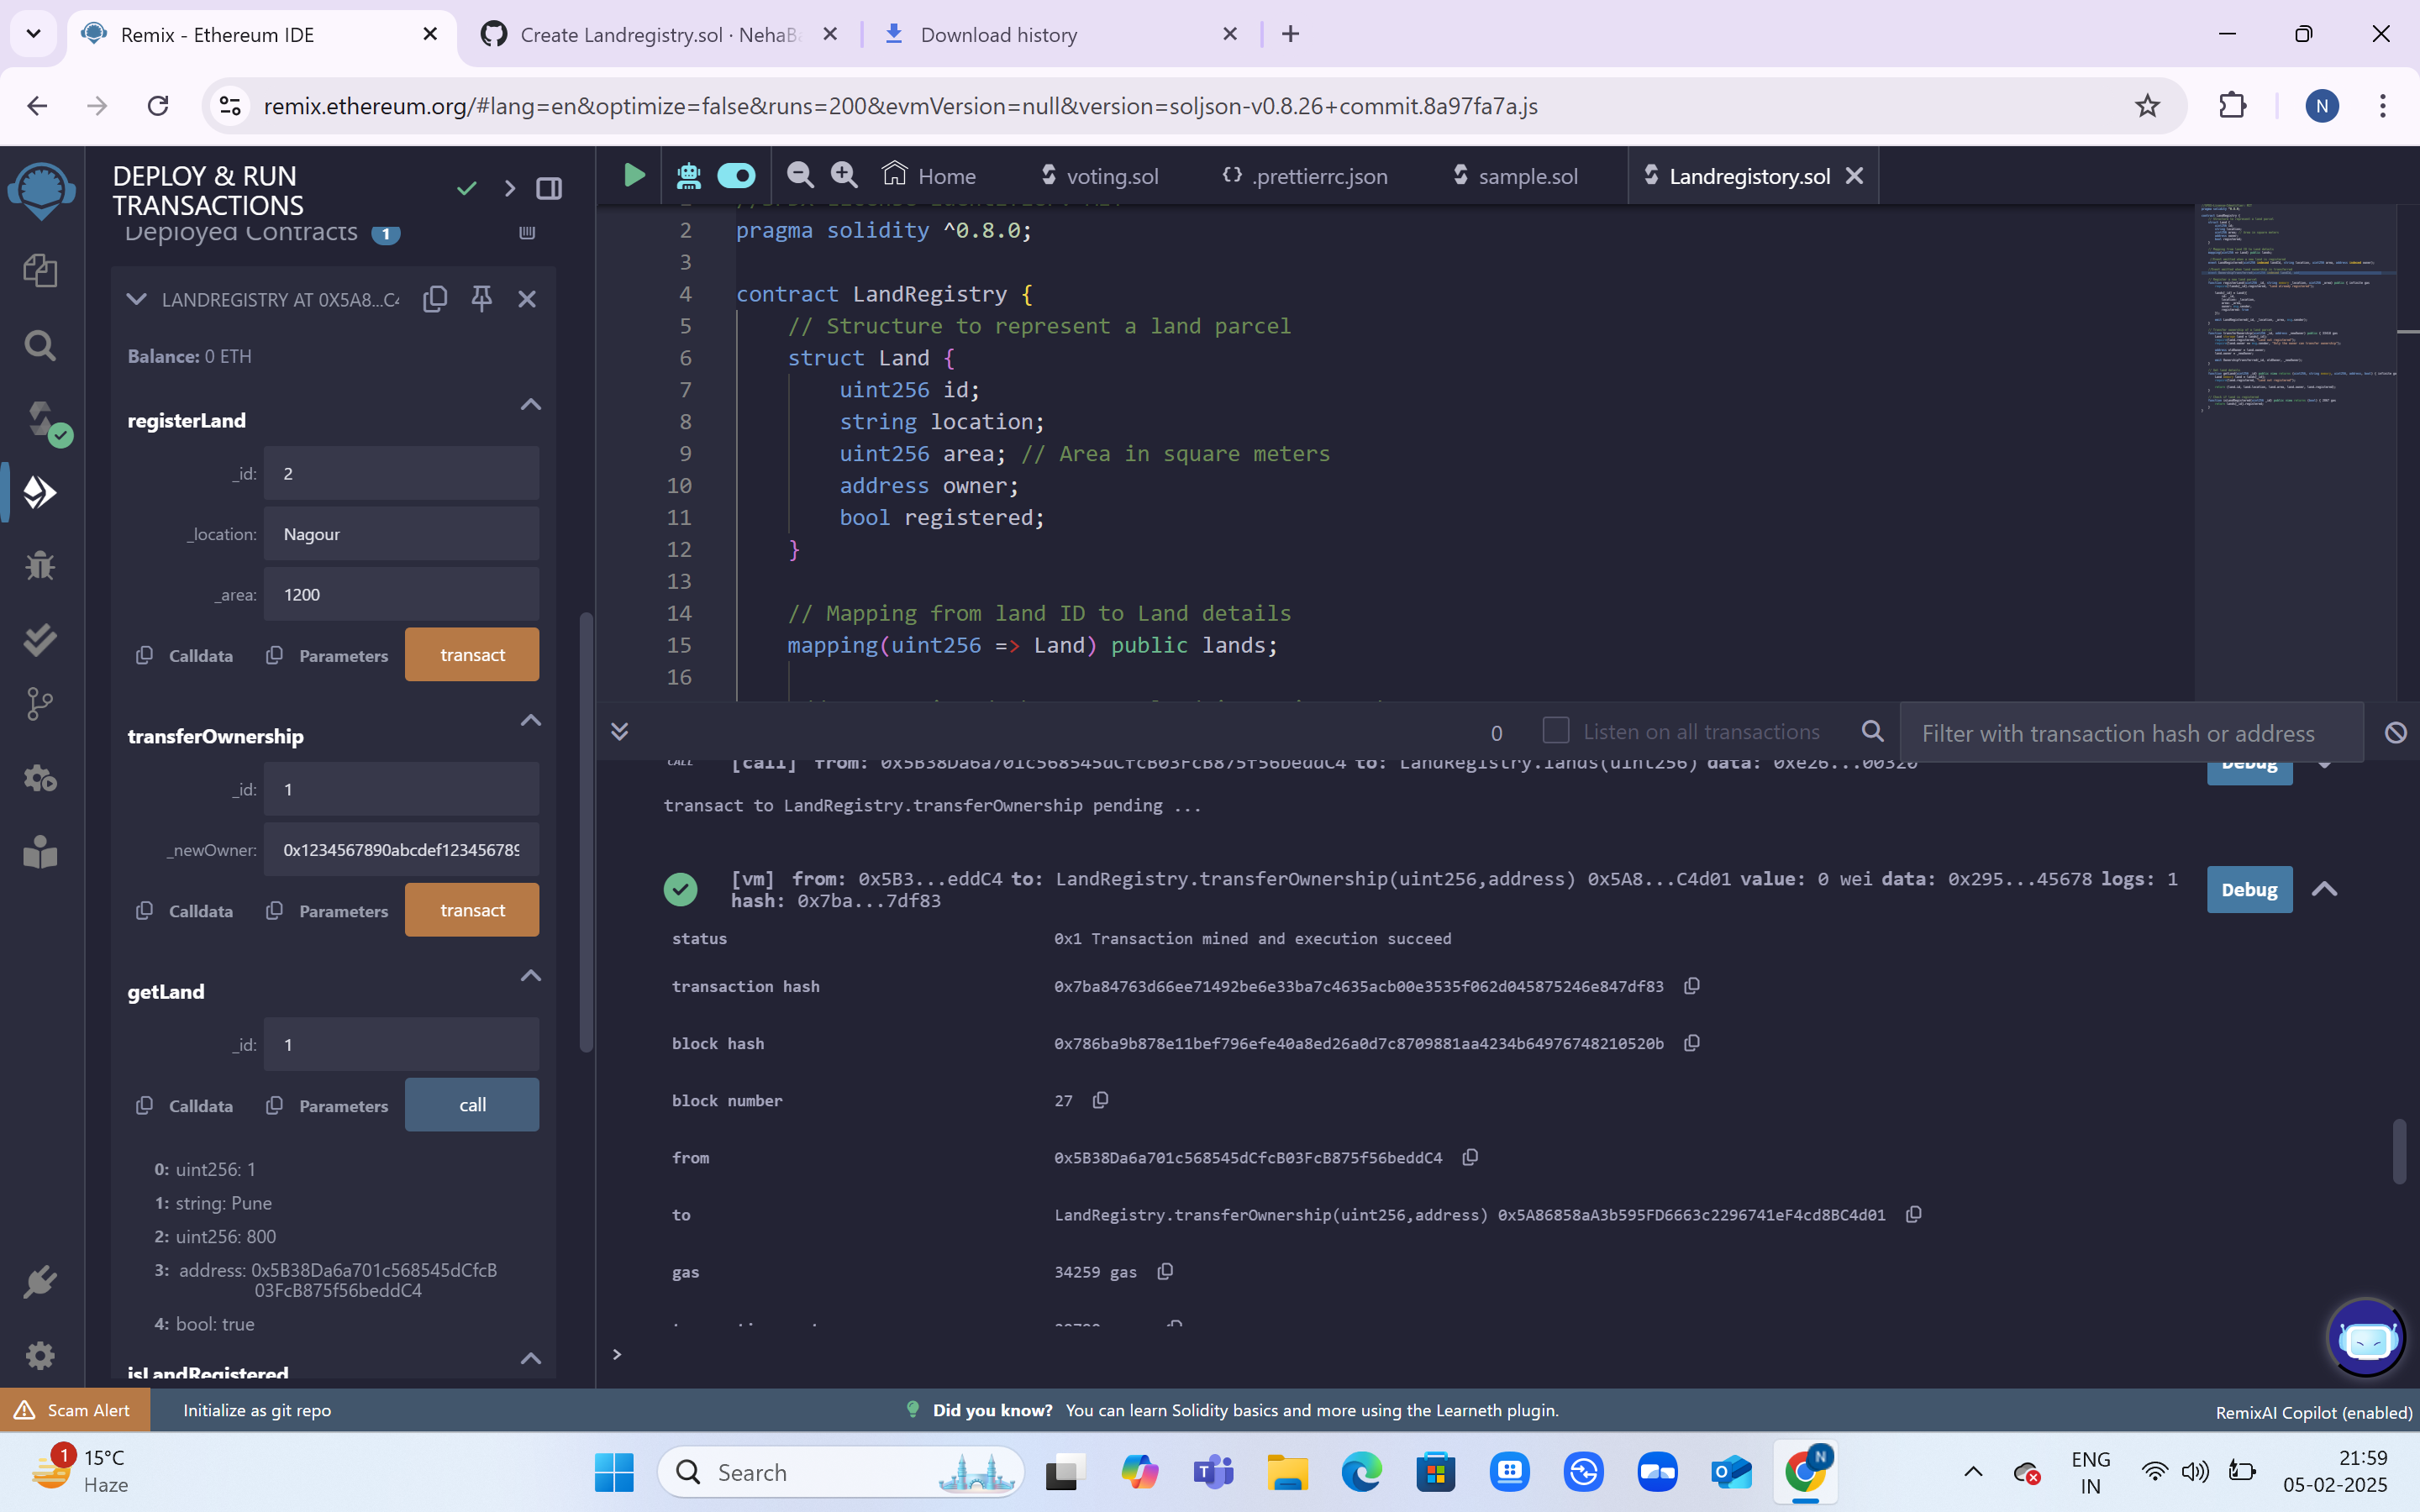 Remix - Ethereum IDE
Create Landregistry.sol · NehaBa
Download history
remix.ethereum.org/#lang=en&optimize=false&runs=200&evmVersion=null&version=soljson-v0.8.26+commit.8a97fa7a.js
N
DEPLOY & RUN
TRANSACTIONS
Deployed Contracts 1
LANDREGISTRY AT 0X5A8...C4
Balance: 0 ETH
registerLand
_id: 2
_location: Nagour
_area: 1200
Calldata Parameters transact
transferOwnership
_id: 1
_newOwner: 0x1234567890abcdef123456789
Calldata Parameters transact
getLand
_id: 1
Calldata Parameters call
0: uint256: 1
1: string: Pune
2: uint256: 800
3: address: 0x5B38Da6a701c568545dCfcB
03FcB875f56beddC4
4: bool: true
isLandRegistered
Home voting.sol .prettierrc.json sample.sol Landregistory.sol
2 pragma solidity ^0.8.0;
3
4 contract LandRegistry {
5 // Structure to represent a land parcel
6 struct Land {
7 uint256 id;
8 string location;
9 uint256 area; // Area in square meters
10 address owner;
11 bool registered;
12 }
13
14 // Mapping from land ID to Land details
15 mapping(uint256 => Land) public lands;
16
0 Listen on all transactions Filter with transaction hash or address
CALL [call] from: 0x5B38Da6a701c568545dCfcB03FcB875f56beddC4 to: LandRegistry.lands(uint256) data: 0xe26...00320 Debug
transact to LandRegistry.transferOwnership pending ...
[vm] from: 0x5B3...eddC4 to: LandRegistry.transferOwnership(uint256,address) 0x5A8...C4d01 value: 0 wei data: 0x295...45678 logs: 1
hash: 0x7ba...7df83
Debug
status 0x1 Transaction mined and execution succeed
transaction hash 0x7ba84763d66ee71492be6e33ba7c4635acb00e3535f062d045875246e847df83
block hash 0x786ba9b878e11bef796efe40a8ed26a0d7c8709881aa4234b64976748210520b
block number 27
from 0x5B38Da6a701c568545dCfcB03FcB875f56beddC4
to LandRegistry.transferOwnership(uint256,address) 0x5A86858aA3b595FD6663c2296741eF4cd8BC4d01
gas 34259 gas
>
Scam Alert Initialize as git repo Did you know? You can learn Solidity basics and more using the Learneth plugin. RemixAI Copilot (enabled)
1 15°C
Haze
Search
N
ENG
IN
21:59
05-02-2025